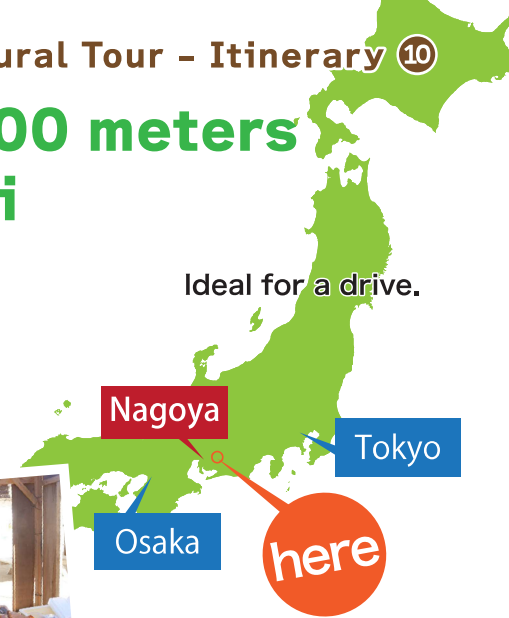 ural Tour – Itinerary 10
00 meters
i
Ideal for a drive.
Nagoya
Tokyo
Osaka
here